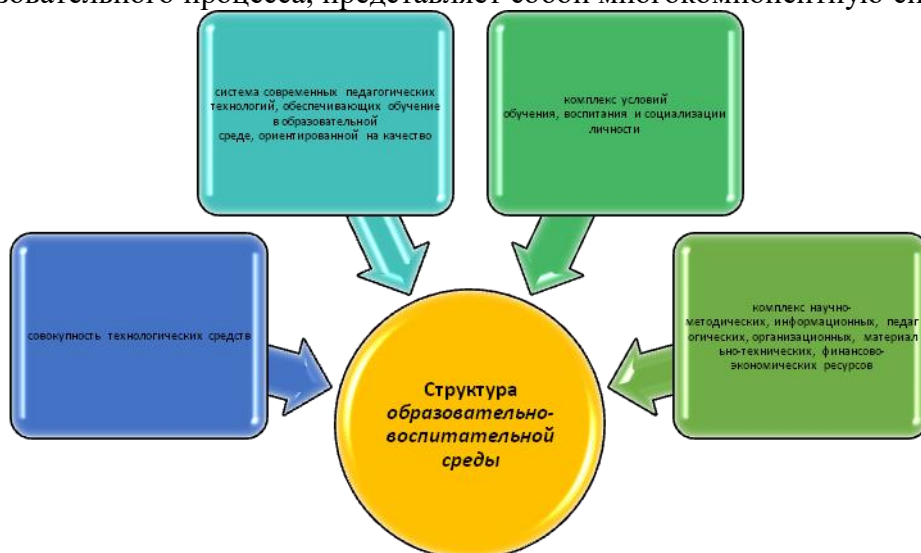 зовательного процесса, представляет собой многокомпонентную
система современных педагогических
технологий, обеспечивающих обучение
в образовательной
среде, ориентированной на качество
комплекс условий
обучения, воспитания и социализации
личности
совокупность технологических средств
комплекс научно-
методических, информационных, педаг
огических, организационных, материал
ьно-технических, финансово-
экономических ресурсов
Структура
образовательно-
воспитательной
среды